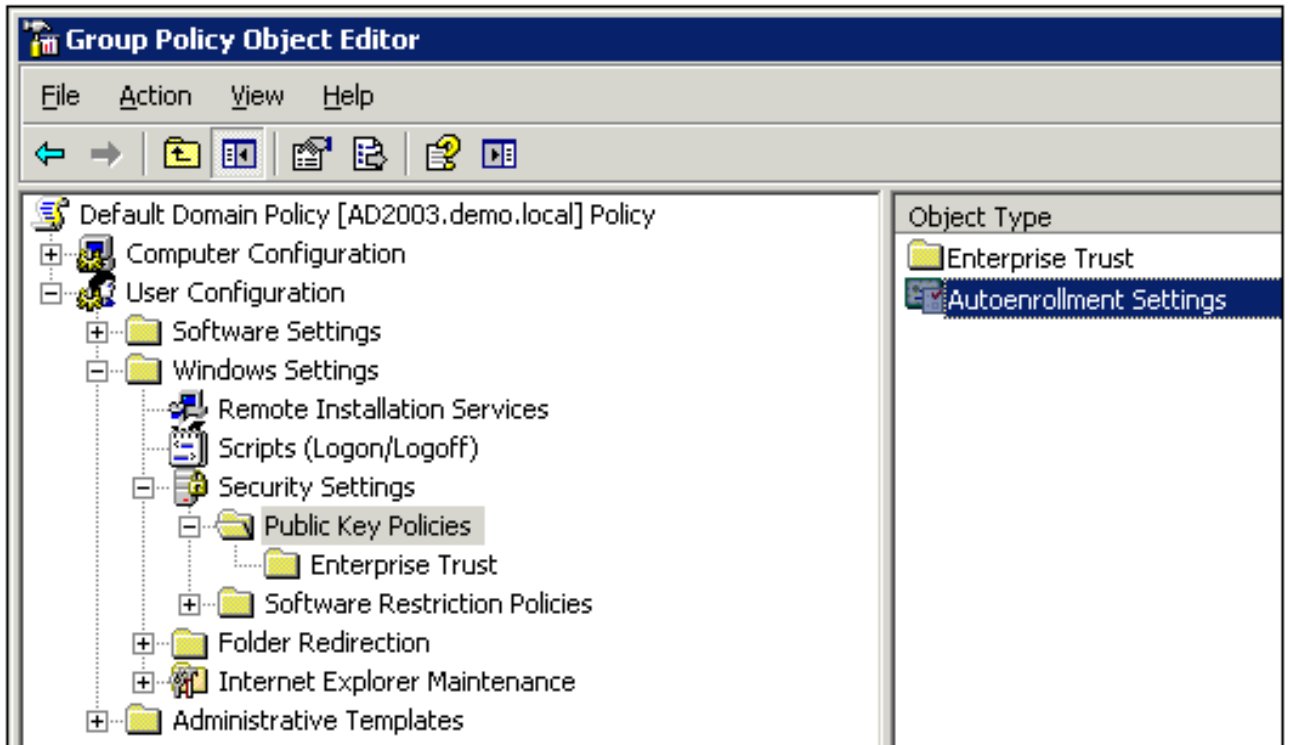 Group Policy Object Editor
File Action View Help
Default Domain Policy [AD2003.demo.local] Policy
Computer Configuration
User Configuration
Software Settings
Windows Settings
Remote Installation Services
Scripts (Logon/Logoff)
Security Settings
Public Key Policies
Enterprise Trust
Software Restriction Policies
Folder Redirection
Internet Explorer Maintenance
Administrative Templates
Object Type
Enterprise Trust
Autoenrollment Settings